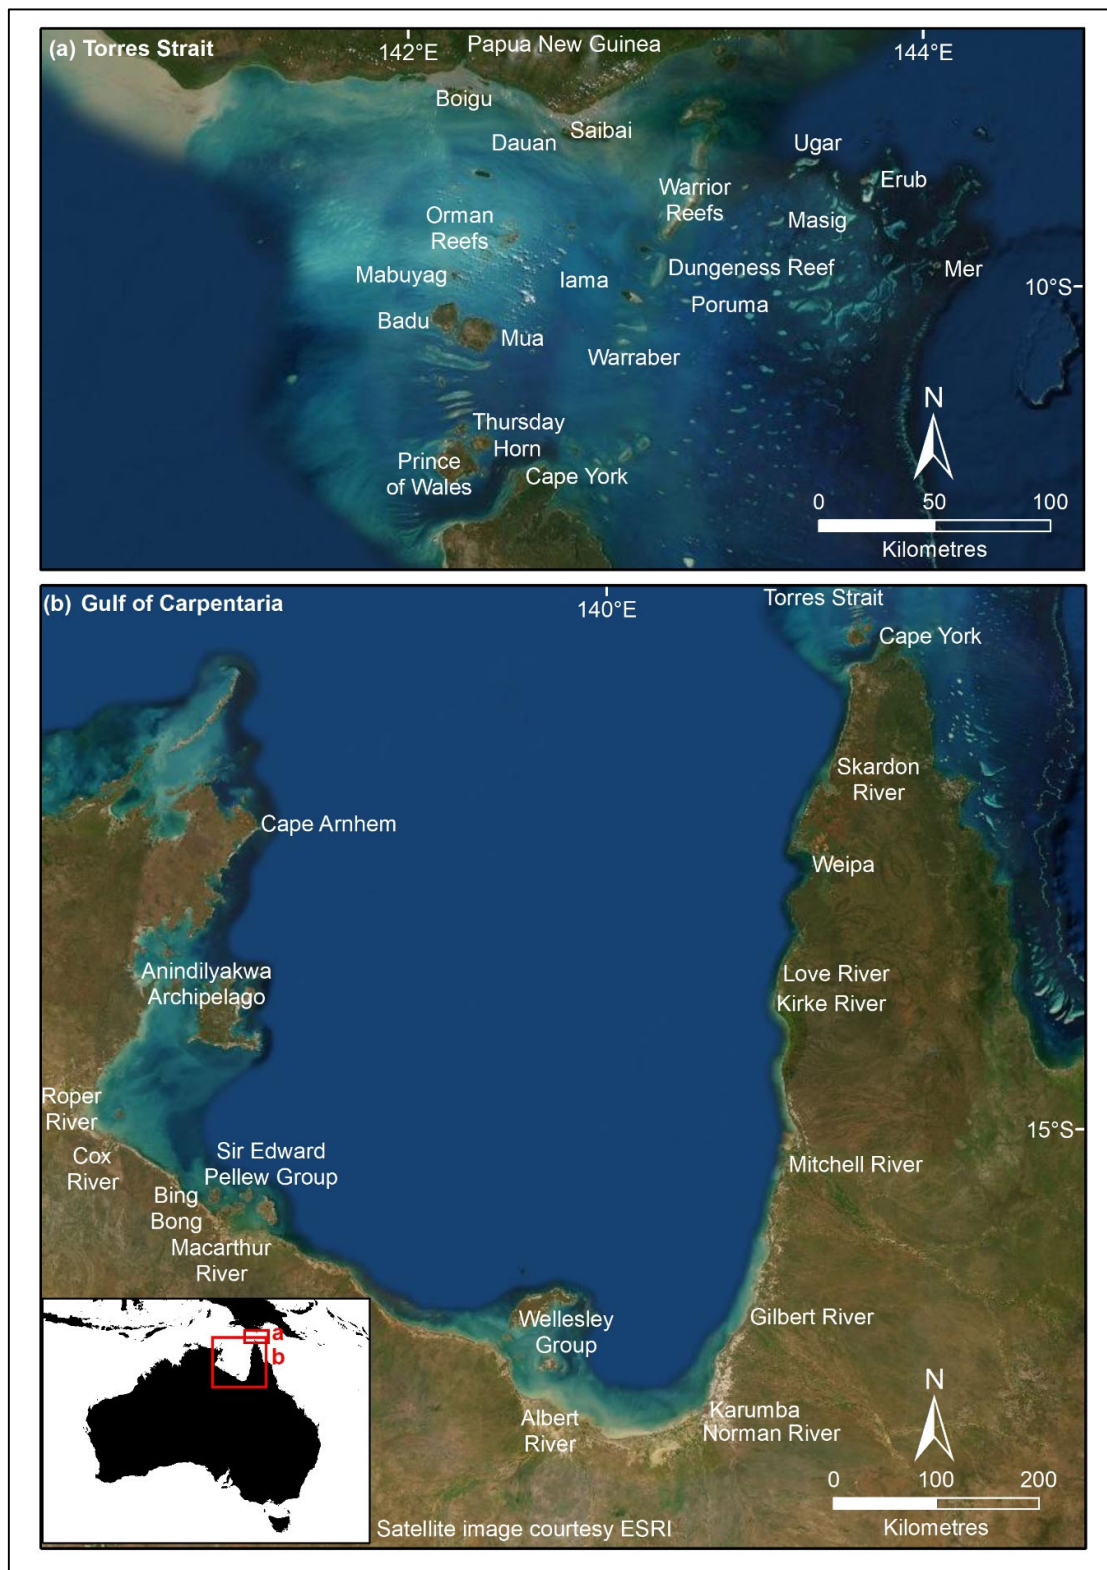 (a) Torres Strait
Papua New Guinea
142°E
144°E
Boigu
Dauan
Saibai
Ugar
Erub
Warrior
Reefs
Orman
Reefs
Masig
Mabuyag
Iama
Dungeness Reef
Mer
10°S
Poruma
Badu
Mua
Warraber
Thursday
Horn
Prince
of Wales
Cape York
N
0 50 100
Kilometres
(b) Gulf of Carpentaria
140°E
Torres Strait
Cape York
Skardon
River
Cape Arnhem
Weipa
Anindilyakwa
Archipelago
Love River
Kirke River
Roper
River
15°S
Cox
River
Sir Edward
Pellew Group
Mitchell River
Bing
Bong
Macarthur
River
Wellesley
Group
Gilbert River
a
b
Albert
River
Karumba
Norman River
N
0 100 200
Kilometres
Satellite image courtesy ESRI